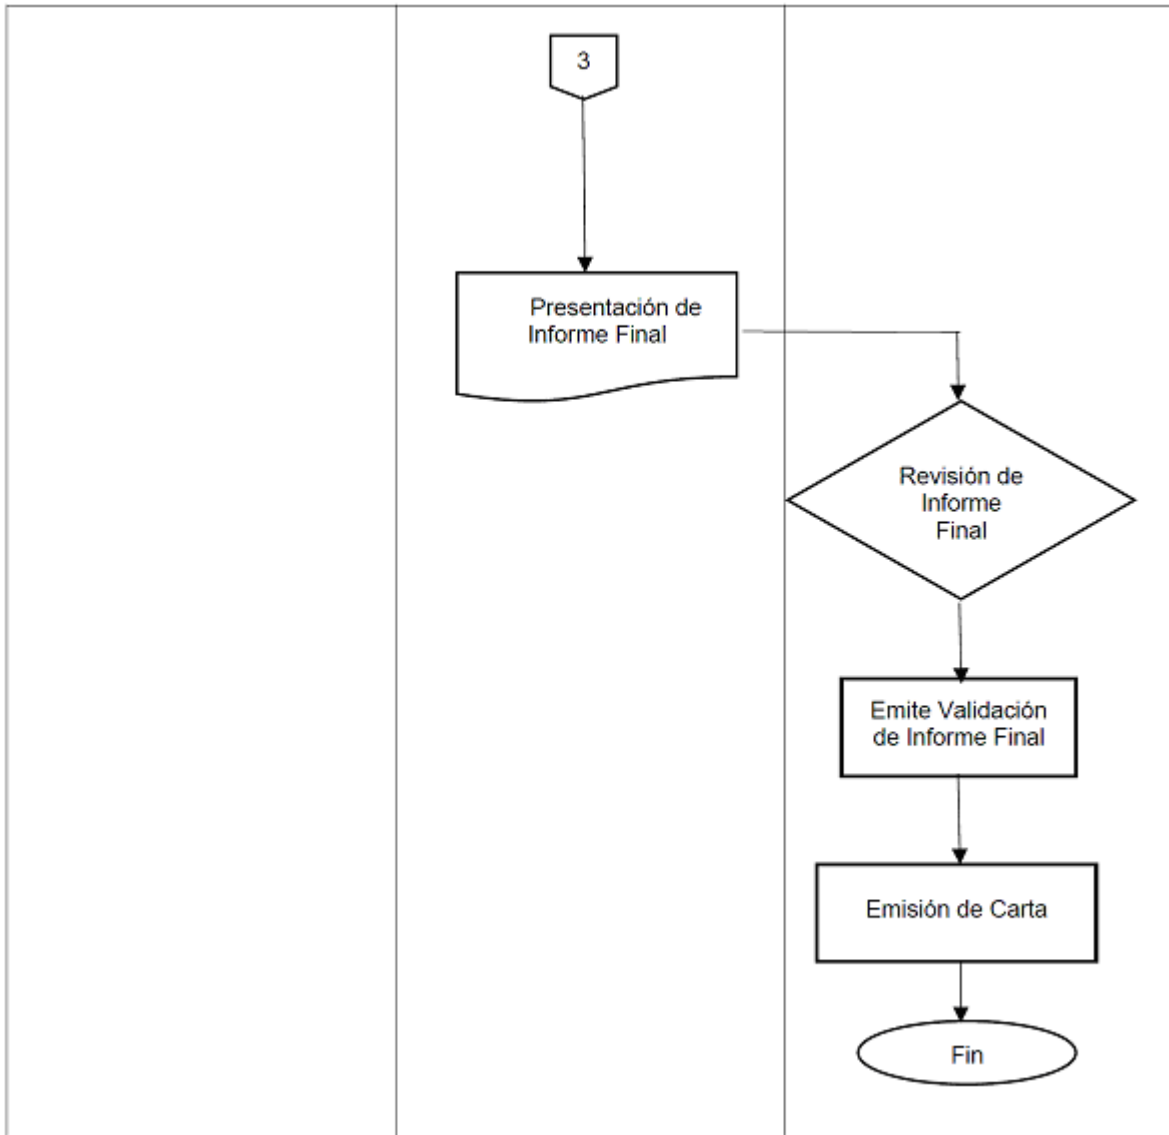 3
Presentación de
Informe Final
Revisión de
Informe
Final
Emite Validación
de Informe Final
Emisión de Carta
Fin